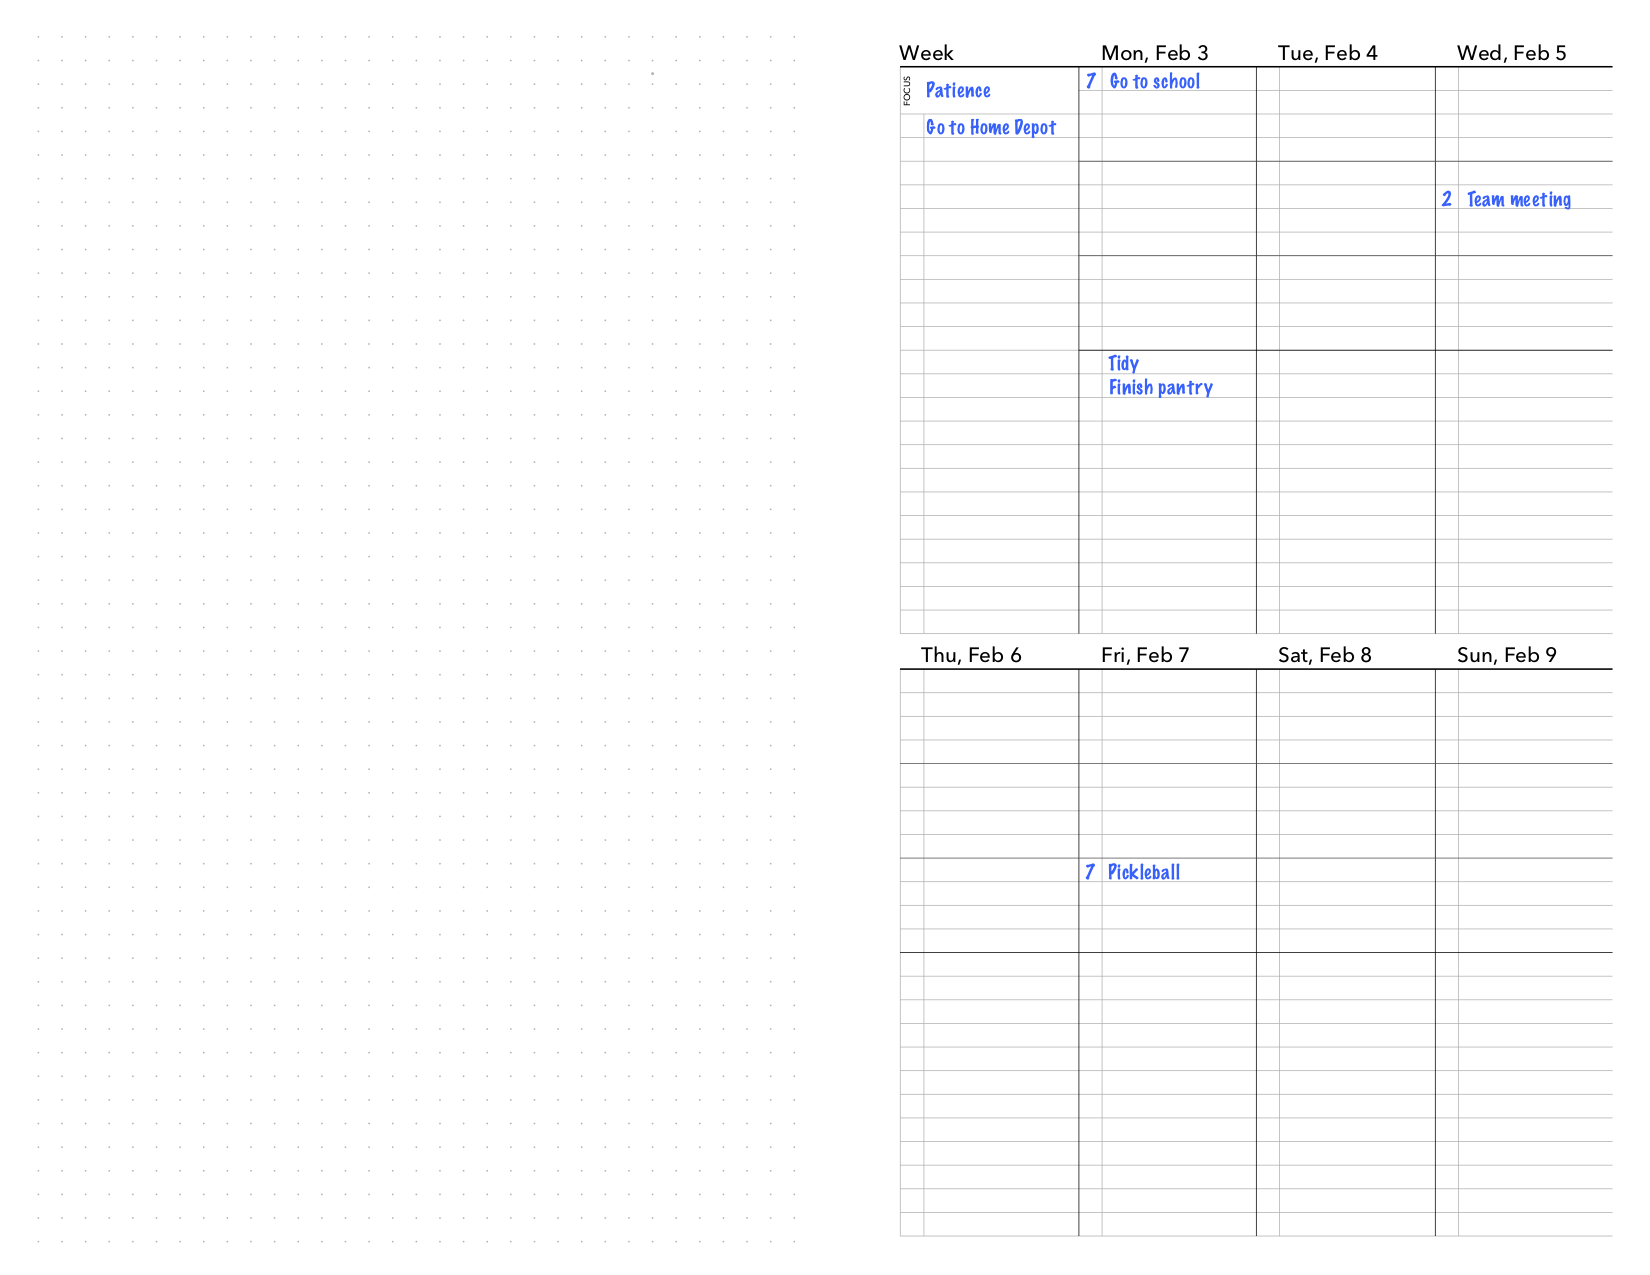 Week
Mon, Feb 3
Tue, Feb 4
Wed, Feb 5
FOCUS
Patience
7 Go to school
Go to Home Depot
2 Team meeting
Tidy
Finish pantry
Thu, Feb 6
Fri, Feb 7
Sat, Feb 8
Sun, Feb 9
7 Pickleball